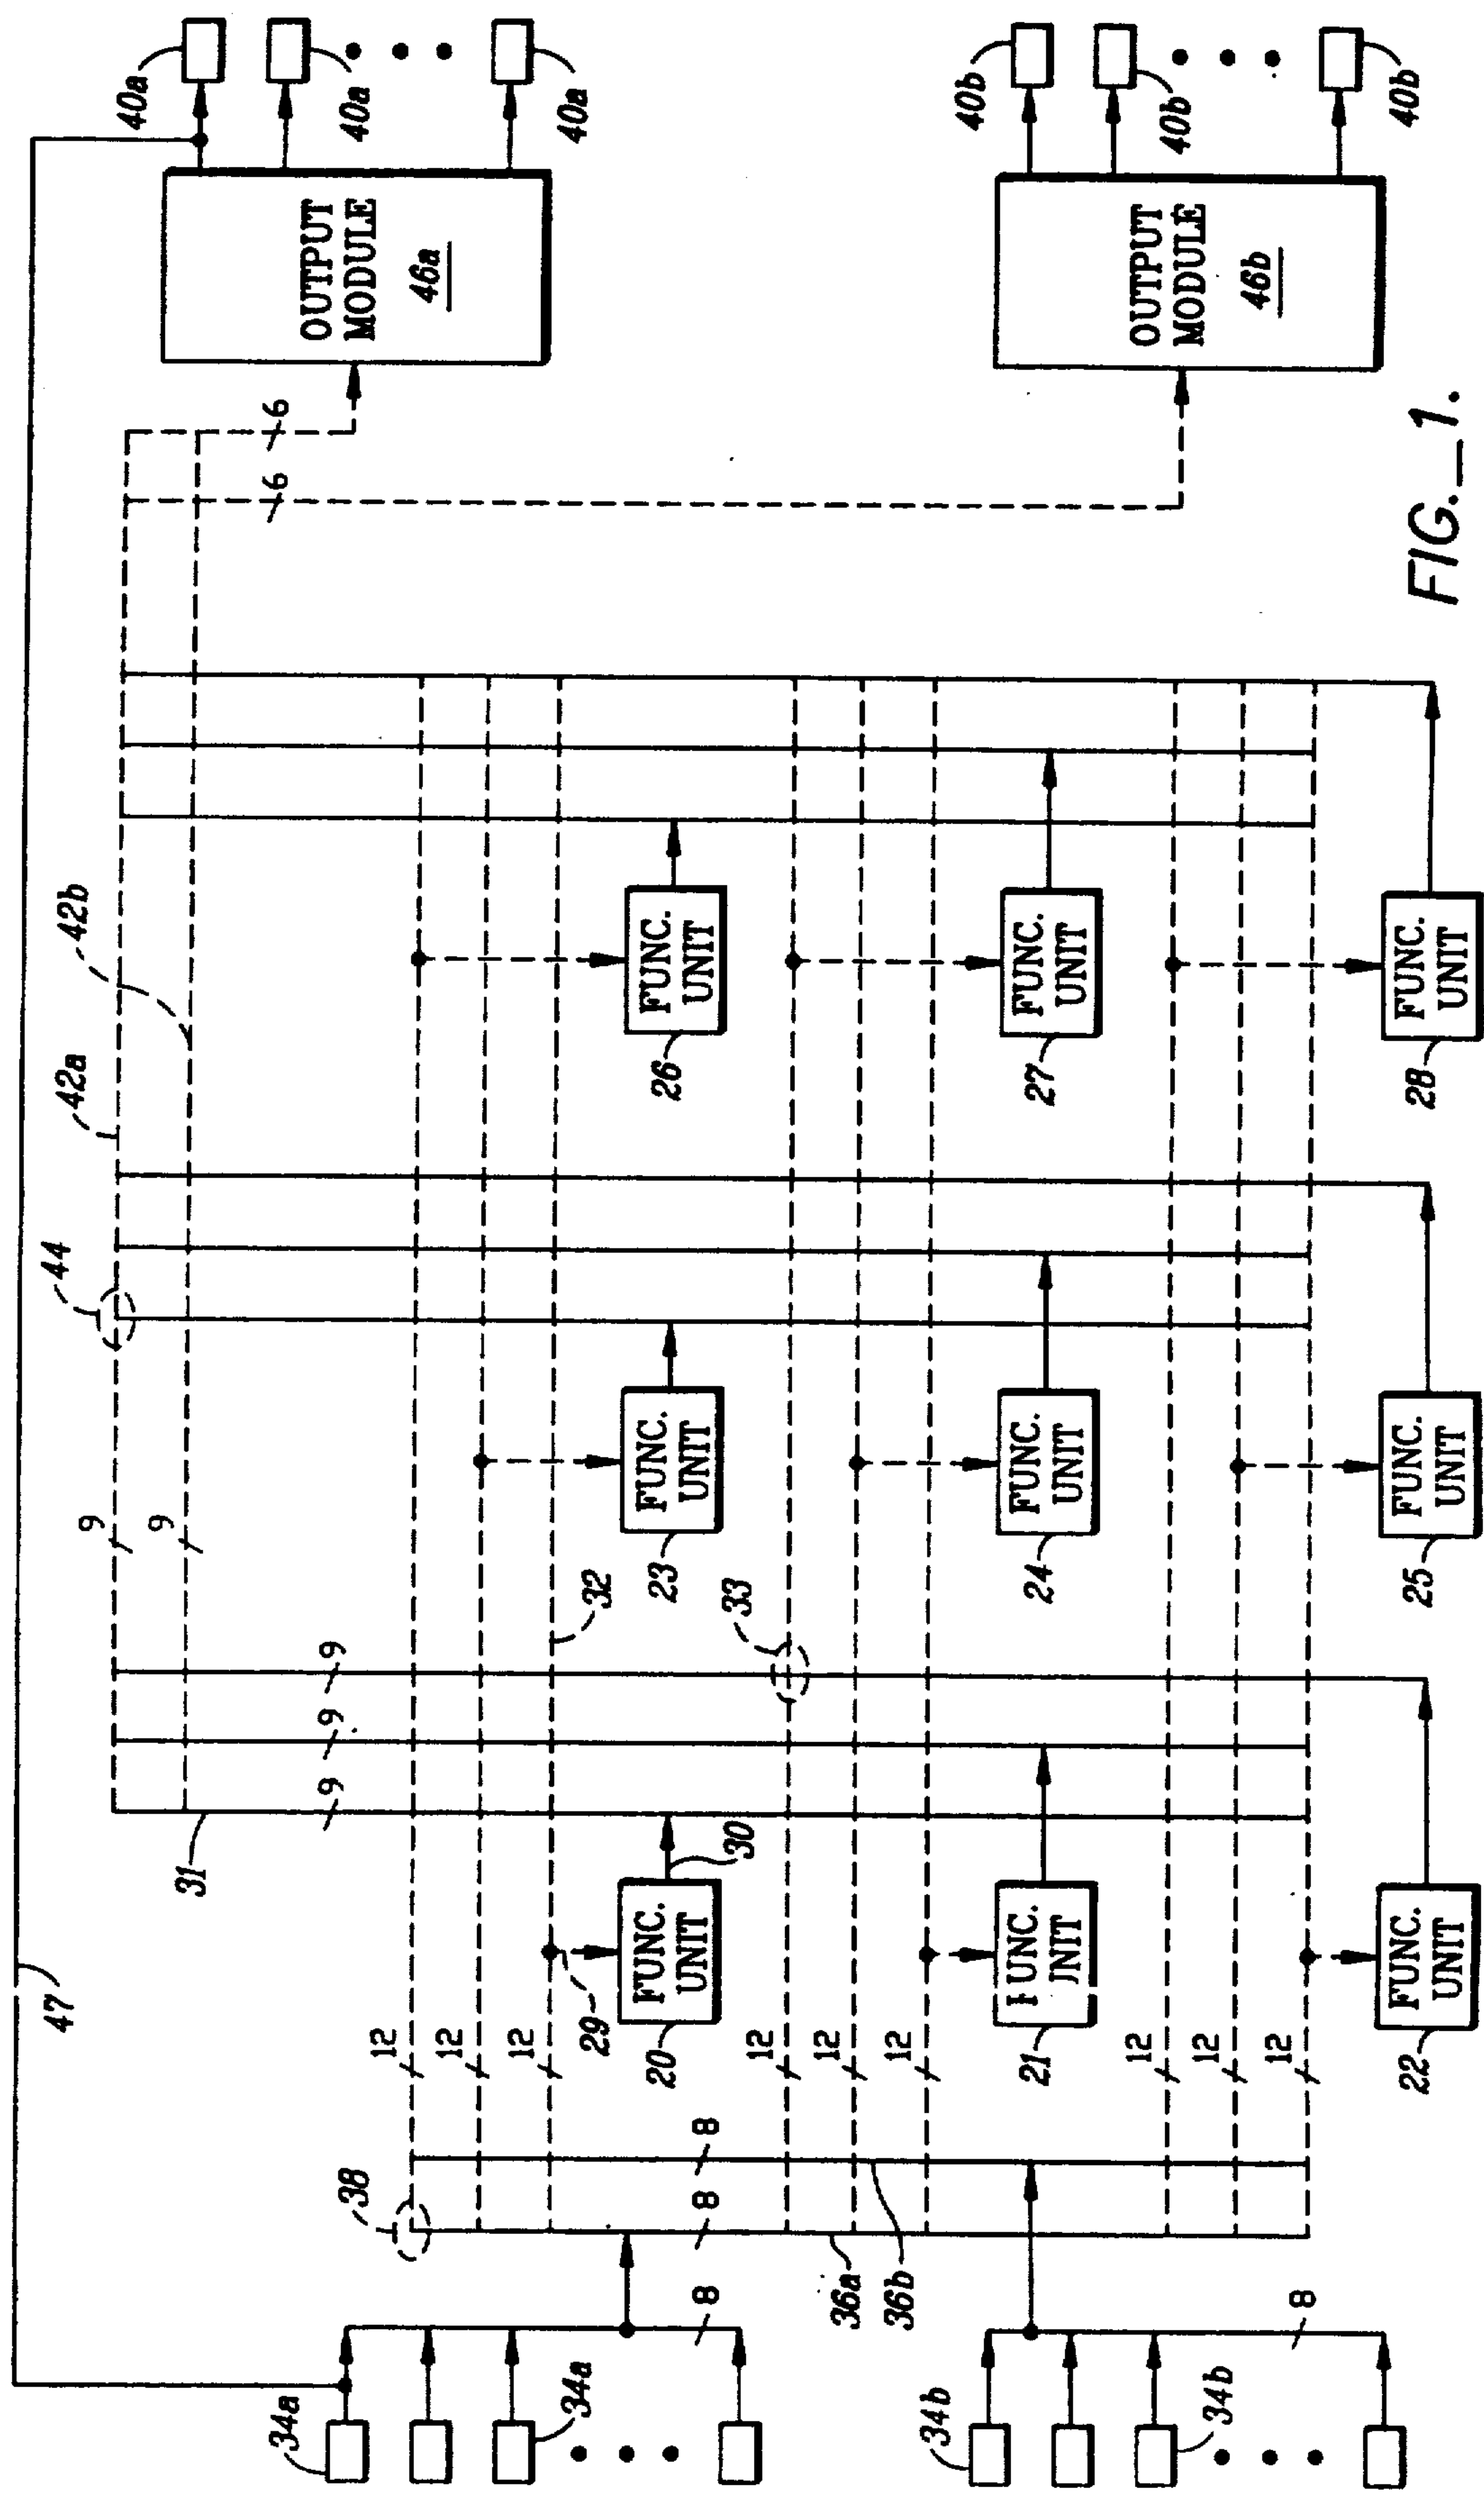 47
44
42a
42b
9
9
40a
31
34a
38
9
9
9
6
6
40a
12
12
12
OUTPUT
MODULE
46a
34a
40a
29
32
20
FUNC.
UNIT
30
23
FUNC.
UNIT
26
FUNC.
UNIT
8
8
8
33
12
12
12
36a
36b
34b
40b
21
FUNC.
UNIT
24
FUNC.
UNIT
27
FUNC.
UNIT
12
12
12
OUTPUT
MODULE
46b
40b
34b
8
22
FUNC.
UNIT
25
FUNC.
UNIT
28
FUNC.
UNIT
40b
FIG._1.